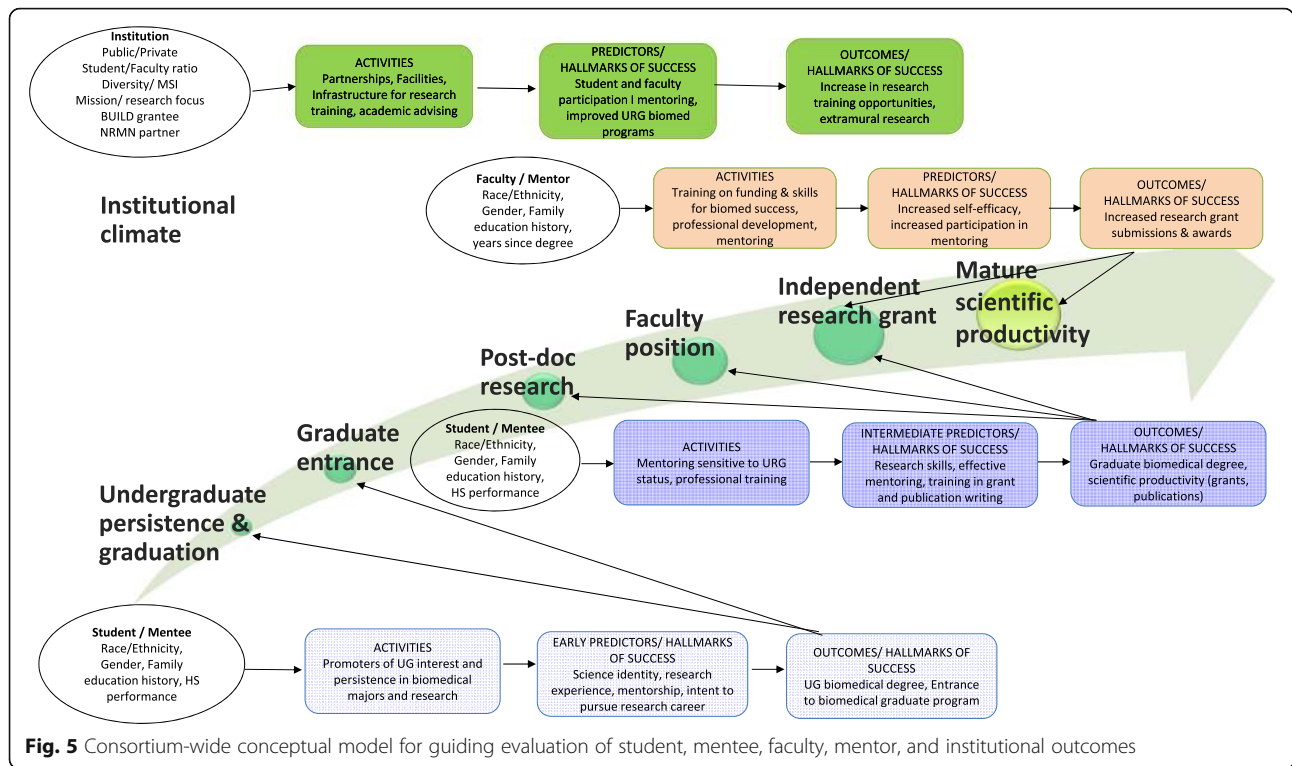 Institution
Public/Private
Student/Faculty ratio
Diversity/ MSI
Mission/ research focus
BUILD grantee
NRMN partner
ACTIVITIES
Partnerships, Facilities,
Infrastructure for research
training, academic advising
PREDICTORS/
HALLMARKS OF SUCCESS
Student and faculty
participation I mentoring,
improved URG biomed
programs
OUTCOMES/
HALLMARKS OF SUCCESS
Increase in research
training opportunities,
extramural research
Institutional
climate
Faculty / Mentor
Race/Ethnicity,
Gender, Family
education history,
years since degree
ACTIVITIES
Training on funding & skills
for biomed success,
professional development,
mentoring
PREDICTORS/
HALLMARKS OF SUCCESS
Increased self-efficacy,
increased participation in
mentoring
OUTCOMES/
HALLMARKS OF SUCCESS
Increased research grant
submissions & awards
Mature
scientific
productivity
Independent
research grant
Faculty
position
Post-doc
research
Graduate
entrance
Undergraduate
persistence &
graduation
Student / Mentee
Race/Ethnicity,
Gender, Family
education history,
HS performance
ACTIVITIES
Mentoring sensitive to URG
status, professional training
INTERMEDIATE PREDICTORS/
HALLMARKS OF SUCCESS
Research skills, effective
mentoring, training in grant
and publication writing
OUTCOMES/
HALLMARKS OF SUCCESS
Graduate biomedical degree,
scientific productivity (grants,
publications)
Student / Mentee
Race/Ethnicity,
Gender, Family
education history, HS
performance
ACTIVITIES
Promoters of UG interest and
persistence in biomedical
majors and research
EARLY PREDICTORS/ HALLMARKS
OF SUCCESS
Science identity, research
experience, mentorship, intent to
pursue research career
OUTCOMES/ HALLMARKS OF
SUCCESS
UG biomedical degree, Entrance
to biomedical graduate program
Fig. 5 Consortium-wide conceptual model for guiding evaluation of student, mentee, faculty, mentor, and institutional outcomes